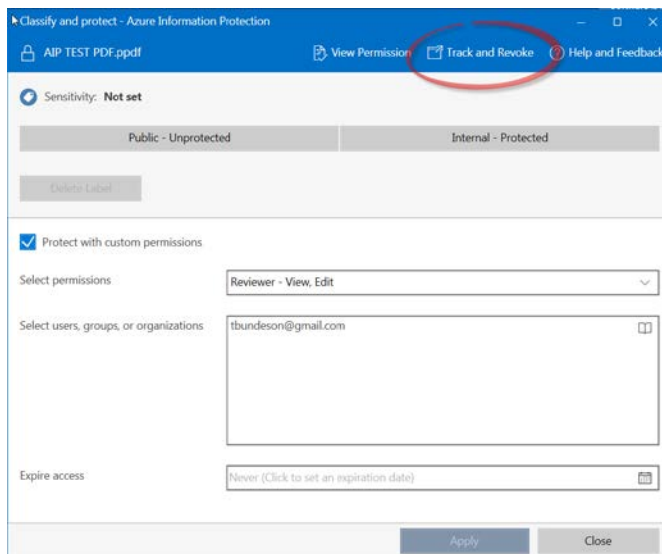 Classify and protect - Azure Information Protection
AIP TEST PDF.ppdf View Permission Track and Revoke Help and Feedback
Sensitivity: Not set
Public - Unprotected Internal - Protected
Delete Label
Protect with custom permissions
Select permissions Reviewer - View, Edit
Select users, groups, or organizations tbundeson@gmail.com
Expire access Never (Click to set an expiration date)
Apply Close